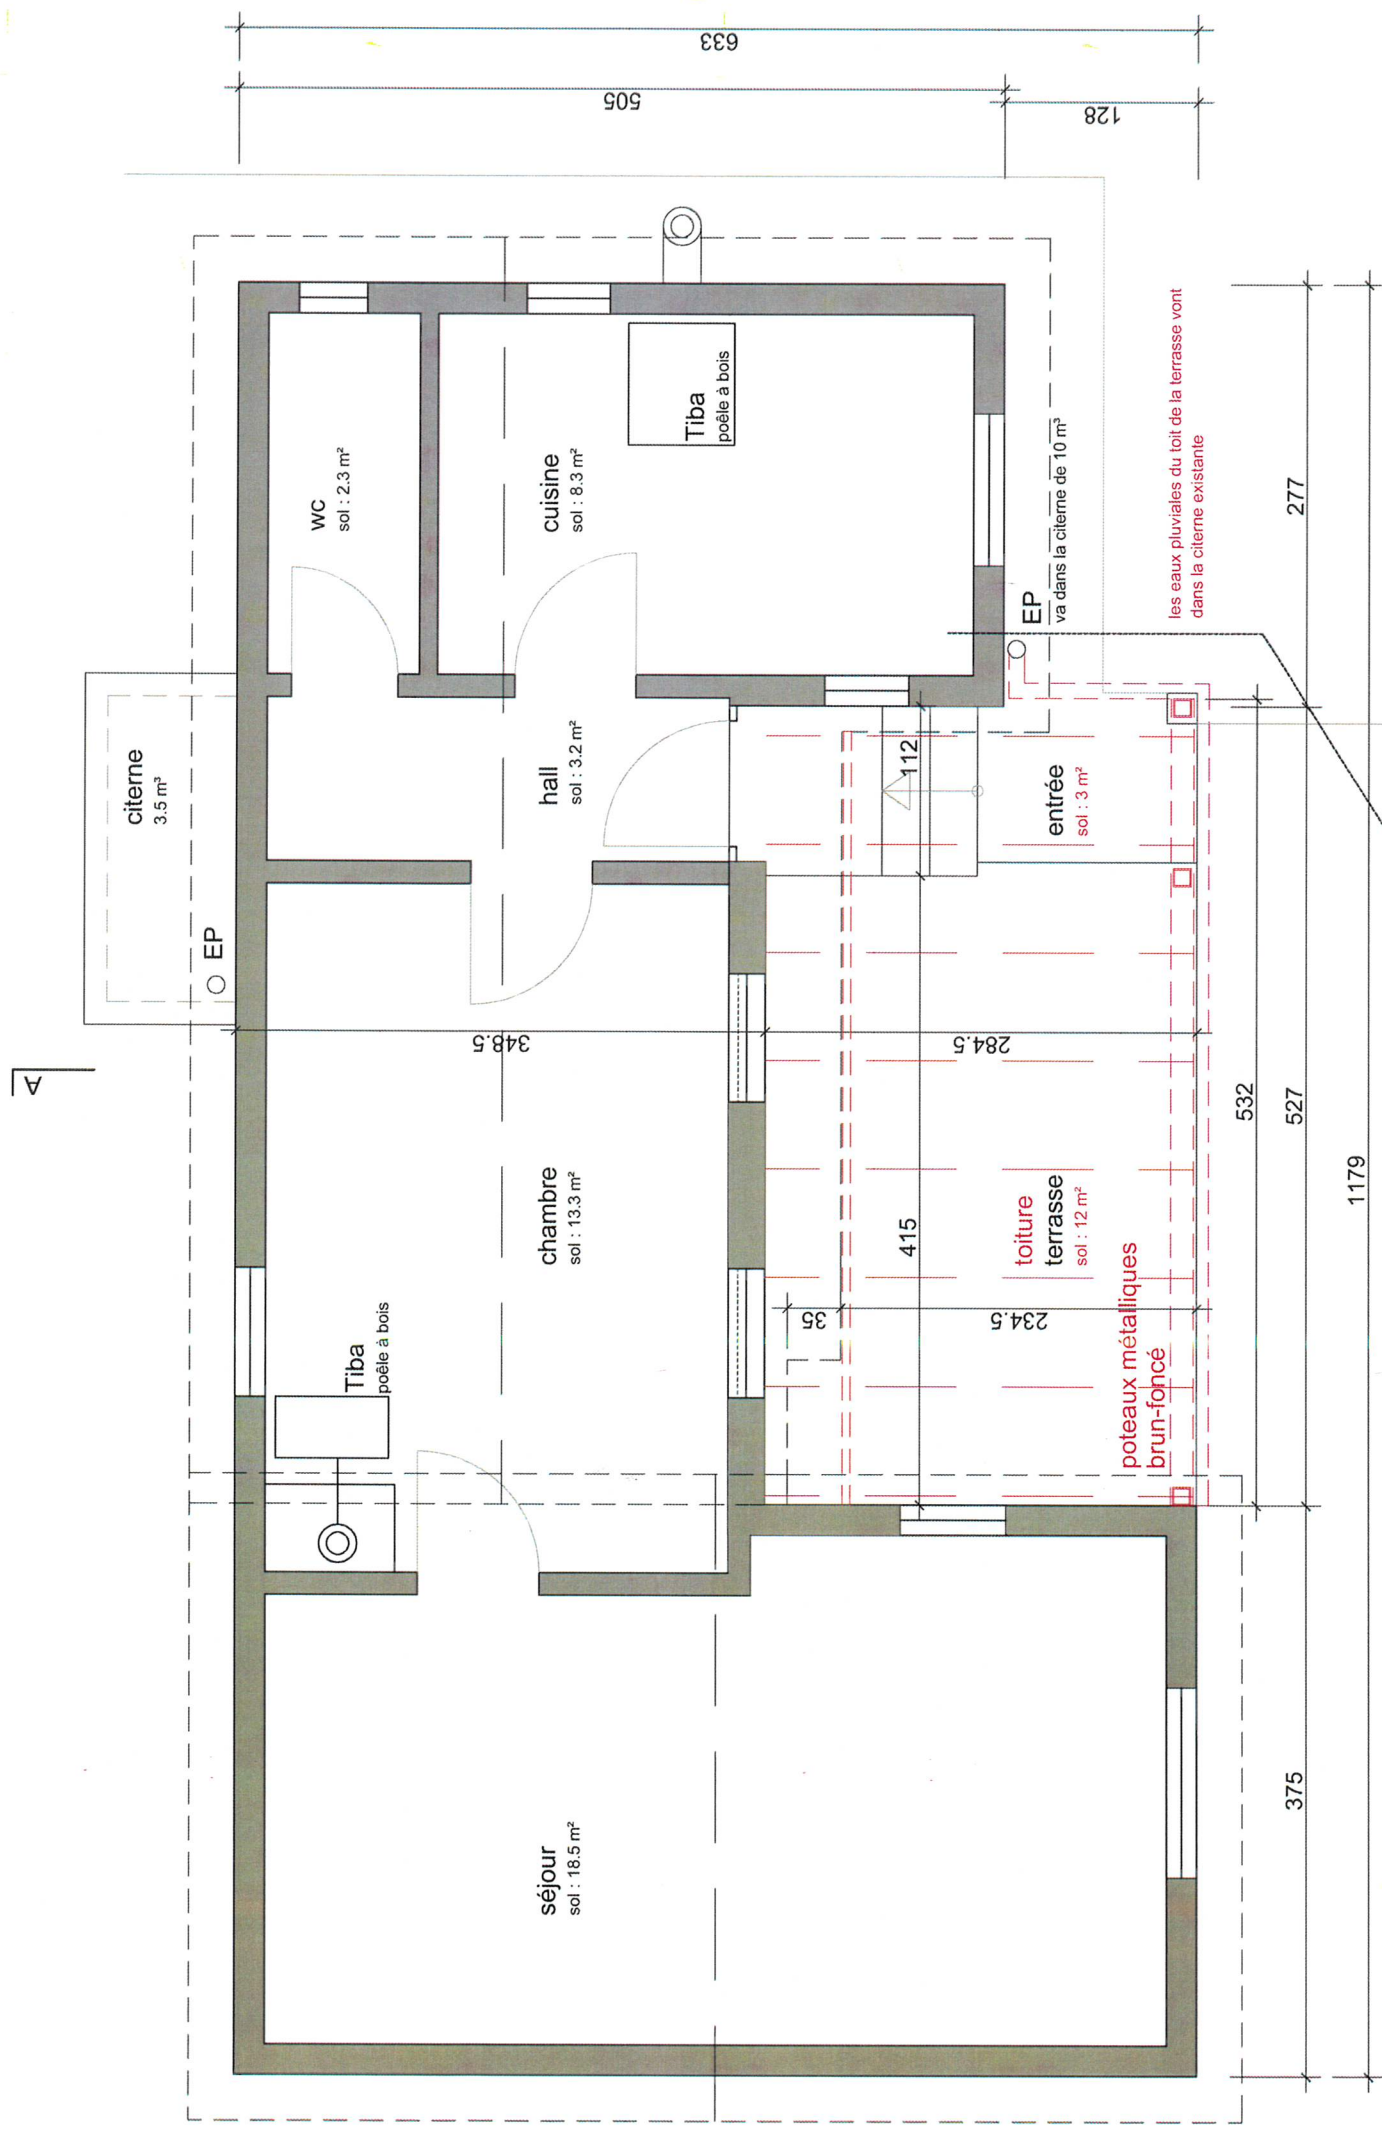 633
505
128
A
citerne
3.5 m³
EP
wc
sol : 2.3 m²
cuisine
sol : 8.3 m²
Tiba
poêle à bois
hall
sol : 3.2 m²
EP
va dans la citerne de 10 m³
les eaux pluviales du toit de la terrasse vont
dans la citerne existante
entrée
sol : 3 m²
112
chambre
sol : 13.3 m²
Tiba
poêle à bois
348.5
284.5
415
35
234.5
toiture
terrasse
sol : 12 m²
poteaux métalliques
brun-foncé
séjour
sol : 18.5 m²
277
532
527
375
1179